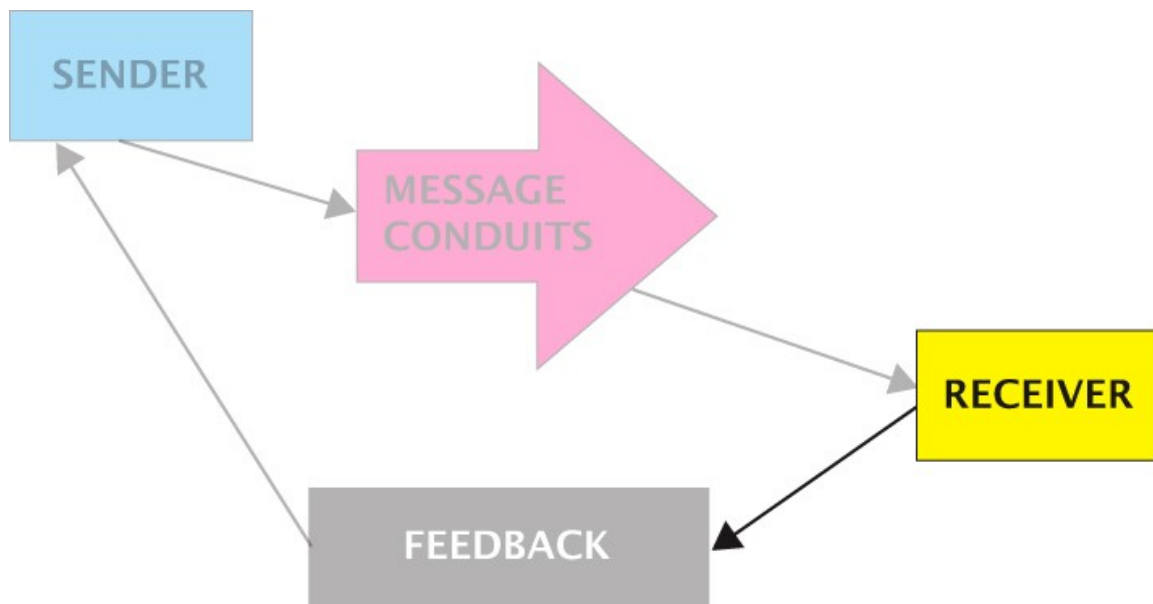 SENDER
MESSAGE
CONDUITS
RECEIVER
FEEDBACK